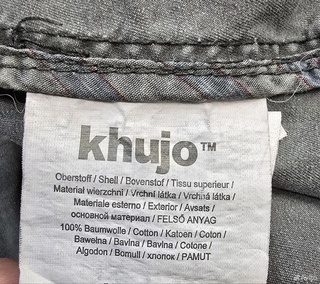 khujo™
Oberstoff / Shell / Bovenstof / Tissu superieur /
Materiał wierzchni / Vrchní látka / Vrchná látka /
Materiale esterno / Exterior / Avsats /
основной материал / FELSŐ ANYAG
100% Baumwolle / Cotton / Katoen / Coton /
Bawełna / Bavlna / Bavlna / Cotone /
Algodon / Bomull / хлопок / PAMUT
Avito